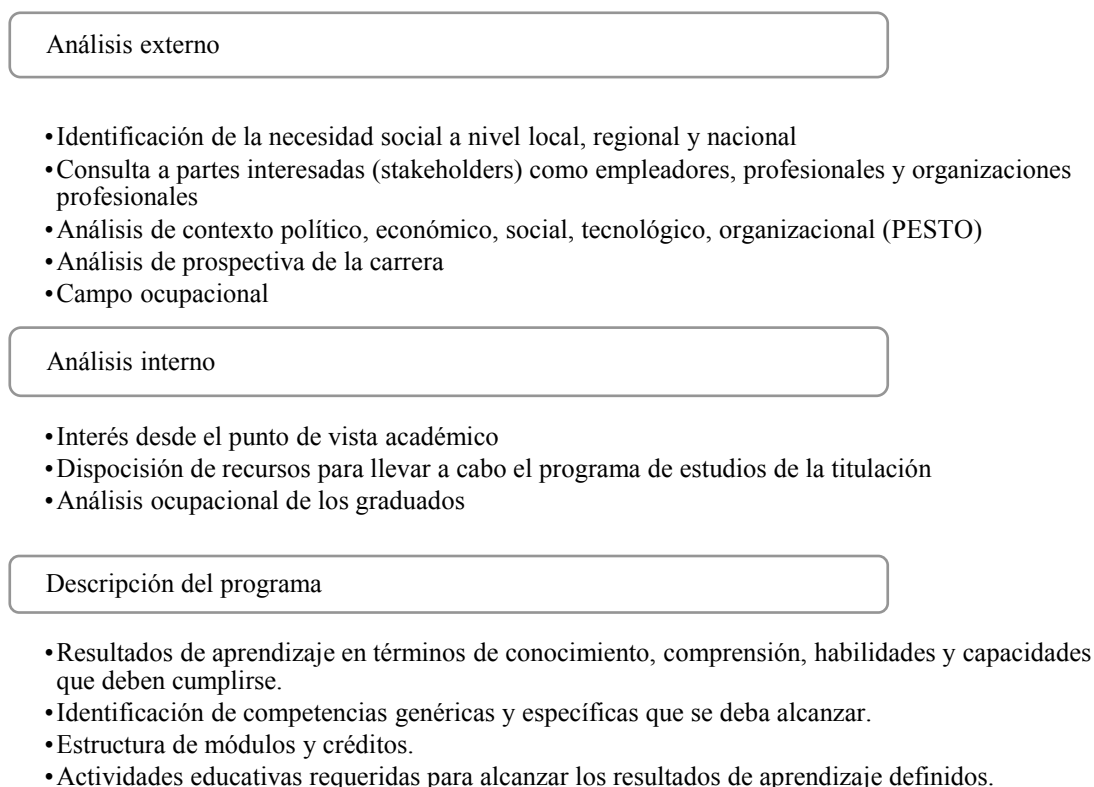 Análisis externo
•Identificación de la necesidad social a nivel local, regional y nacional
•Consulta a partes interesadas (stakeholders) como empleadores, profesionales y organizaciones
profesionales
•Análisis de contexto político, económico, social, tecnológico, organizacional (PESTO)
•Análisis de prospectiva de la carrera
•Campo ocupacional
Análisis interno
•Interés desde el punto de vista académico
•Dispocisión de recursos para llevar a cabo el programa de estudios de la titulación
•Análisis ocupacional de los graduados
Descripción del programa
•Resultados de aprendizaje en términos de conocimiento, comprensión, habilidades y capacidades
que deben cumplirse.
•Identificación de competencias genéricas y específicas que se deba alcanzar.
•Estructura de módulos y créditos.
•Actividades educativas requeridas para alcanzar los resultados de aprendizaje definidos.